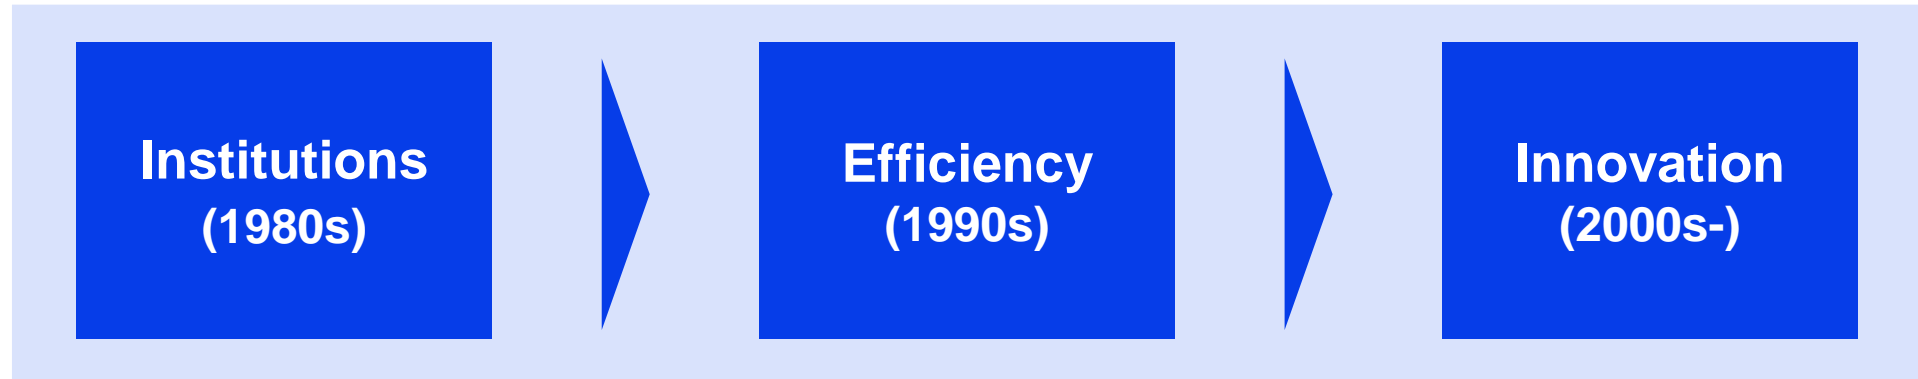 Institutions
(1980s)
Efficiency
(1990s)
Innovation
(2000s-)